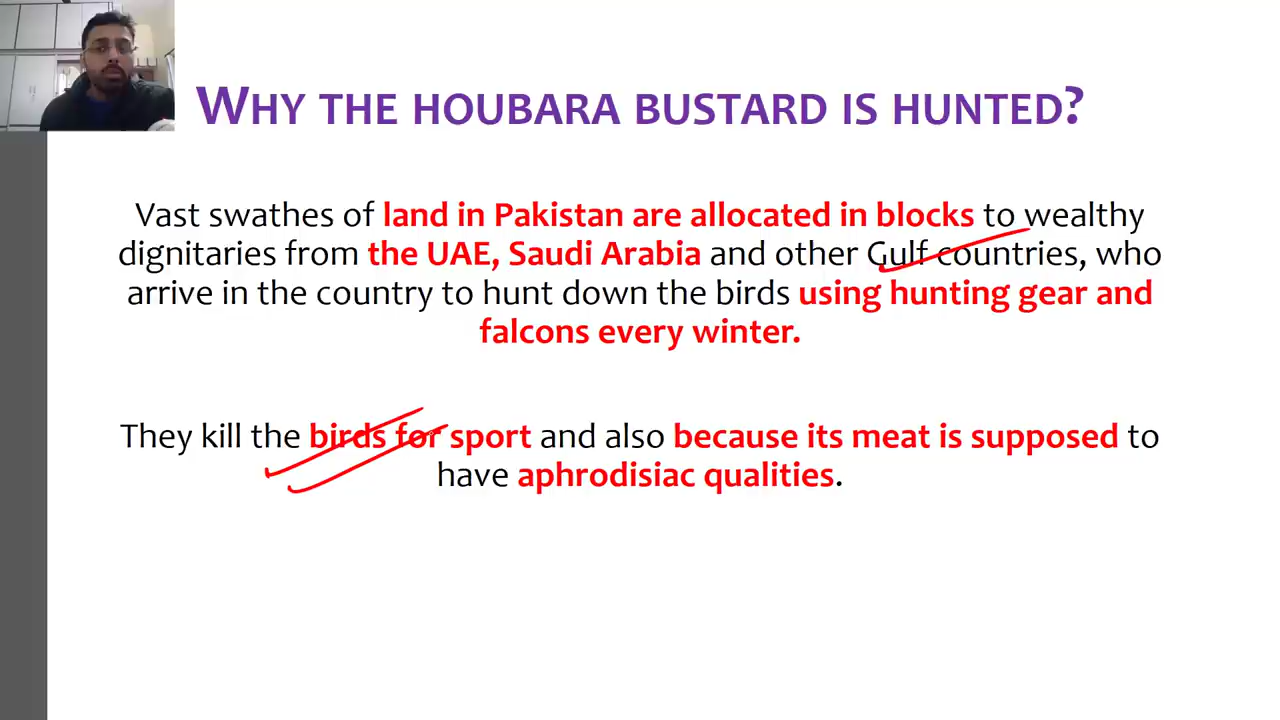 WHY THE HOUBARA BUSTARD IS HUNTED?
Vast swathes of land in Pakistan are allocated in blocks to wealthy
dignitaries from the UAE, Saudi Arabia and other Gulf countries, who
arrive in the country to hunt down the birds using hunting gear and
falcons every winter.
They kill the birds for sport and also because its meat is supposed to
have aphrodisiac qualities.